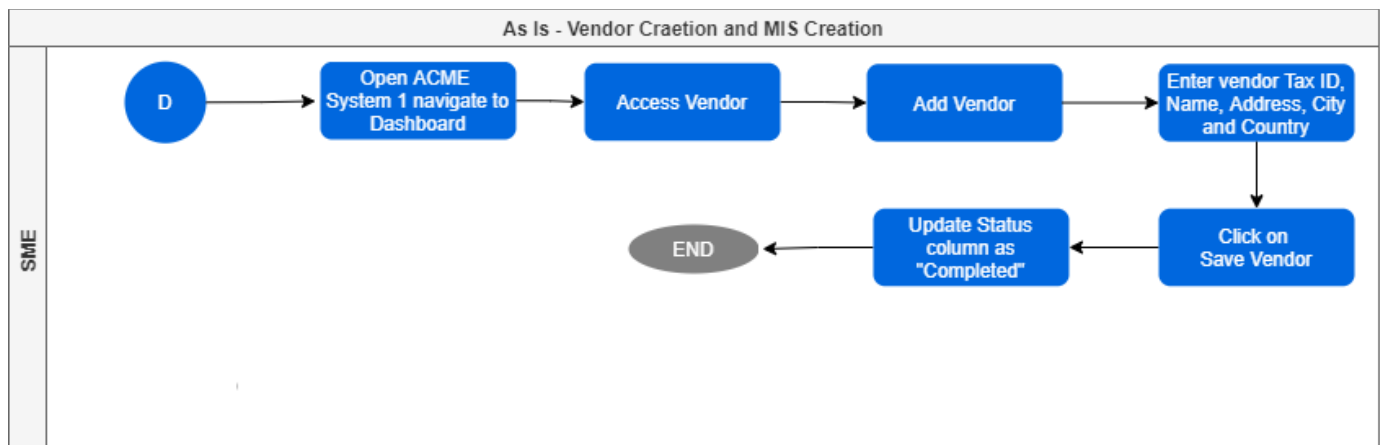 As Is - Vendor Craetion and MIS Creation
SME
D
Open ACME
System 1 navigate to
Dashboard
Access Vendor
Add Vendor
Enter vendor Tax ID,
Name, Address, City
and Country
Click on
Save Vendor
Update Status
column as
"Completed"
END